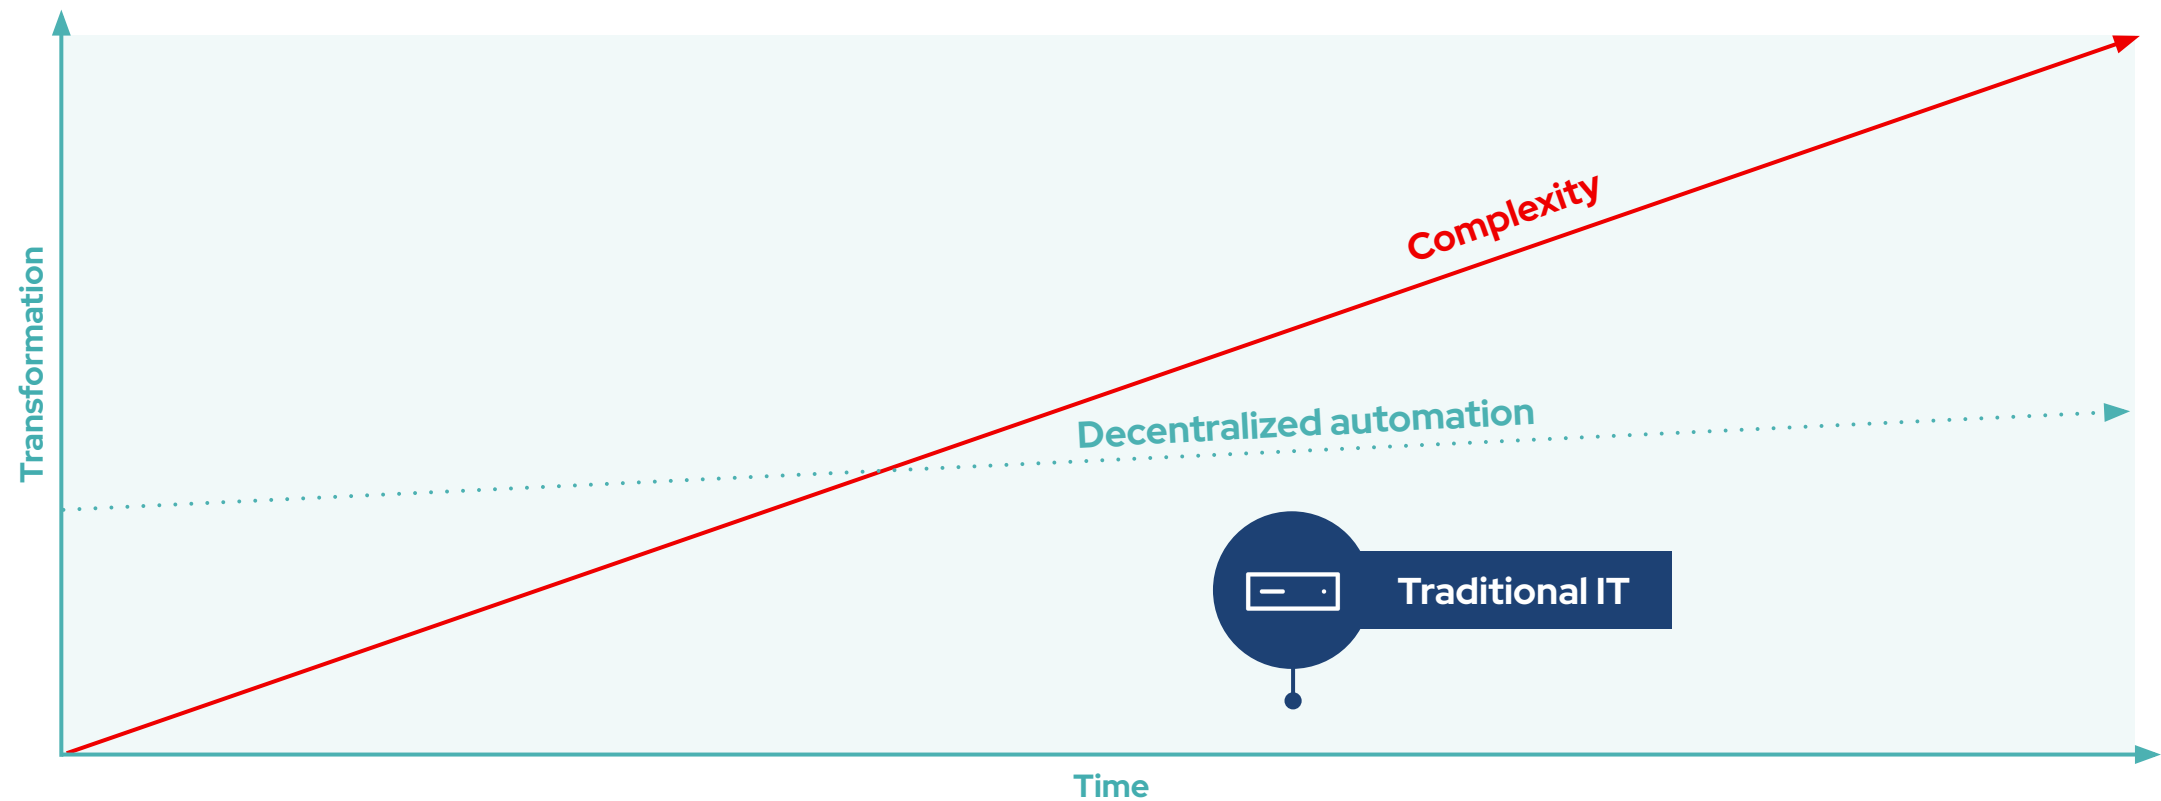 Complexity
Transformation
Decentralized automation
Traditional IT
Time